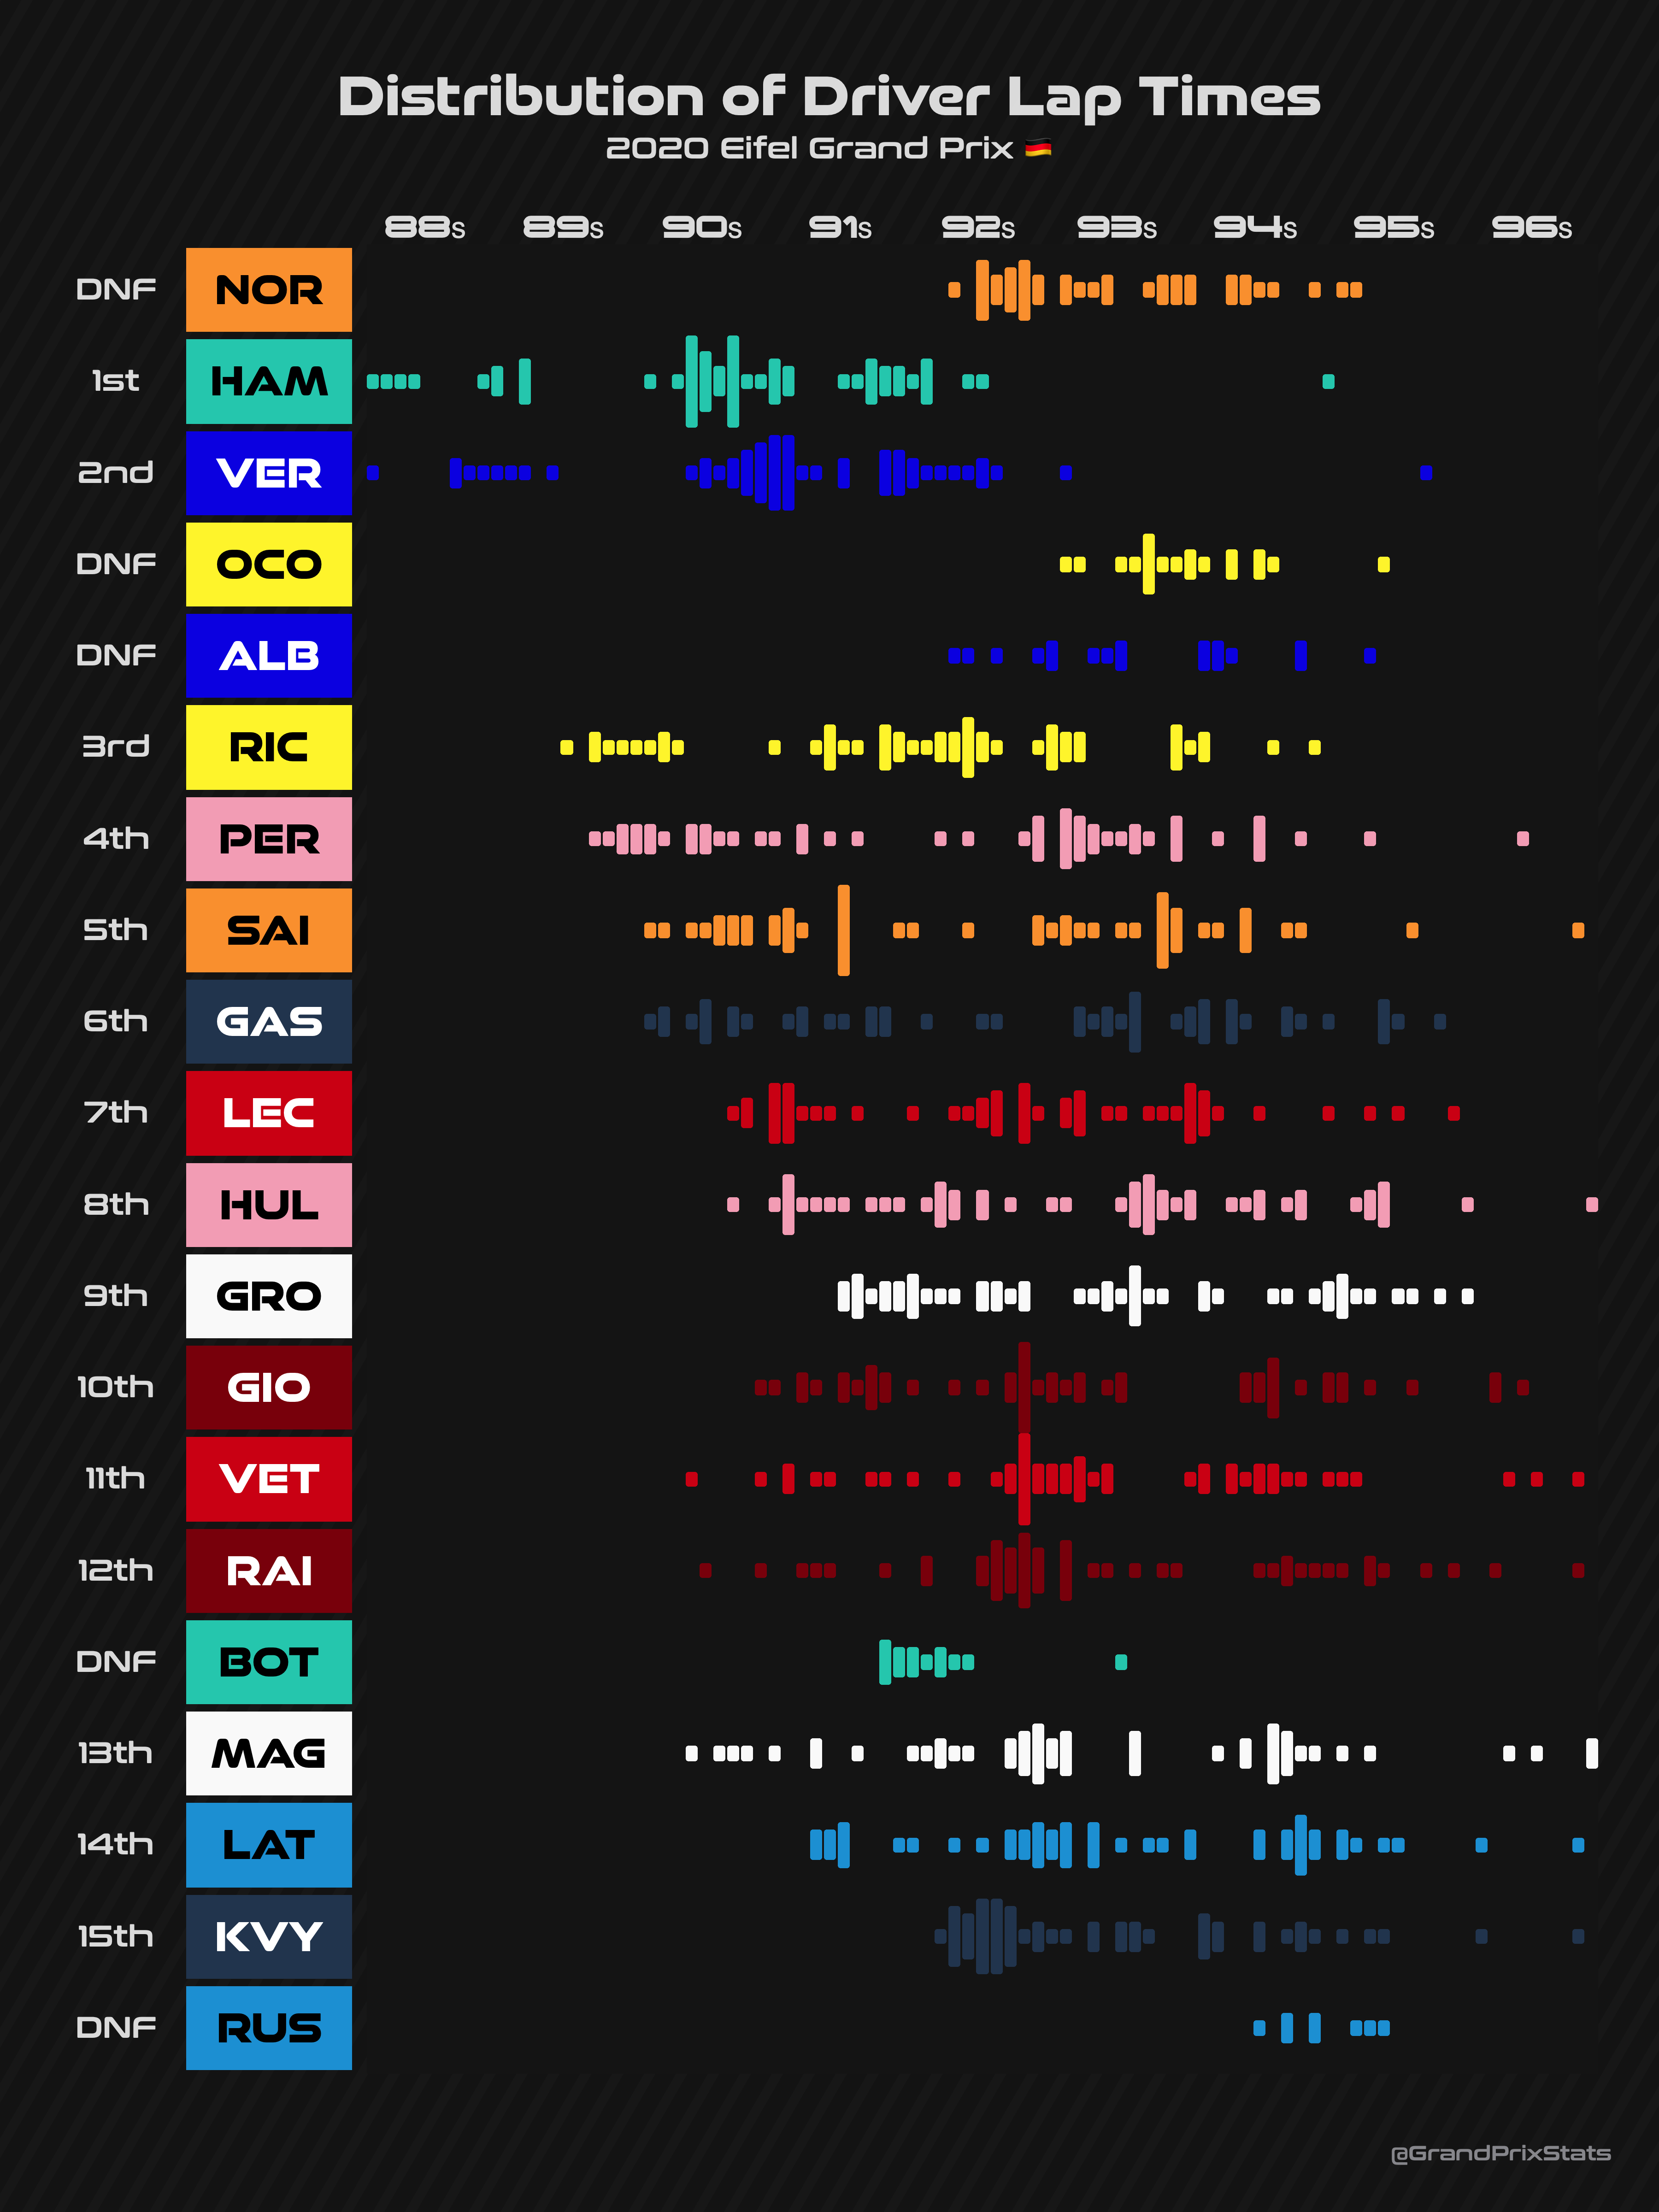 Distribution of Driver Lap Times
2020 Eifel Grand Prix 🇩🇪
88s 89s 90s 91s 92s 93s 94s 95s 96s
DNF NOR
1st HAM
2nd VER
DNF OCO
DNF ALB
3rd RIC
4th PER
5th SAI
6th GAS
7th LEC
8th HUL
9th GRO
10th GIO
11th VET
12th RAI
DNF BOT
13th MAG
14th LAT
15th KVY
DNF RUS
@GrandPrixStats